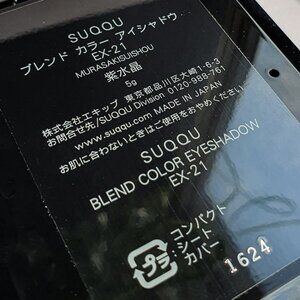 SUQQU
ブレンド カラー アイシャドウ
EX-21
MURASAKISUISHOU
紫水晶
5g
株式会社エキップ 東京都品川区大崎1-6-3
お問合せ先/SUQQU Division 0120-988-761
www.suqqu.com MADE IN JAPAN
お肌に合わないときはご使用をおやめください。
SUQQU
BLEND COLOR EYESHADOW
EX-21
プラ
コンパクト
シート
カバー
1624